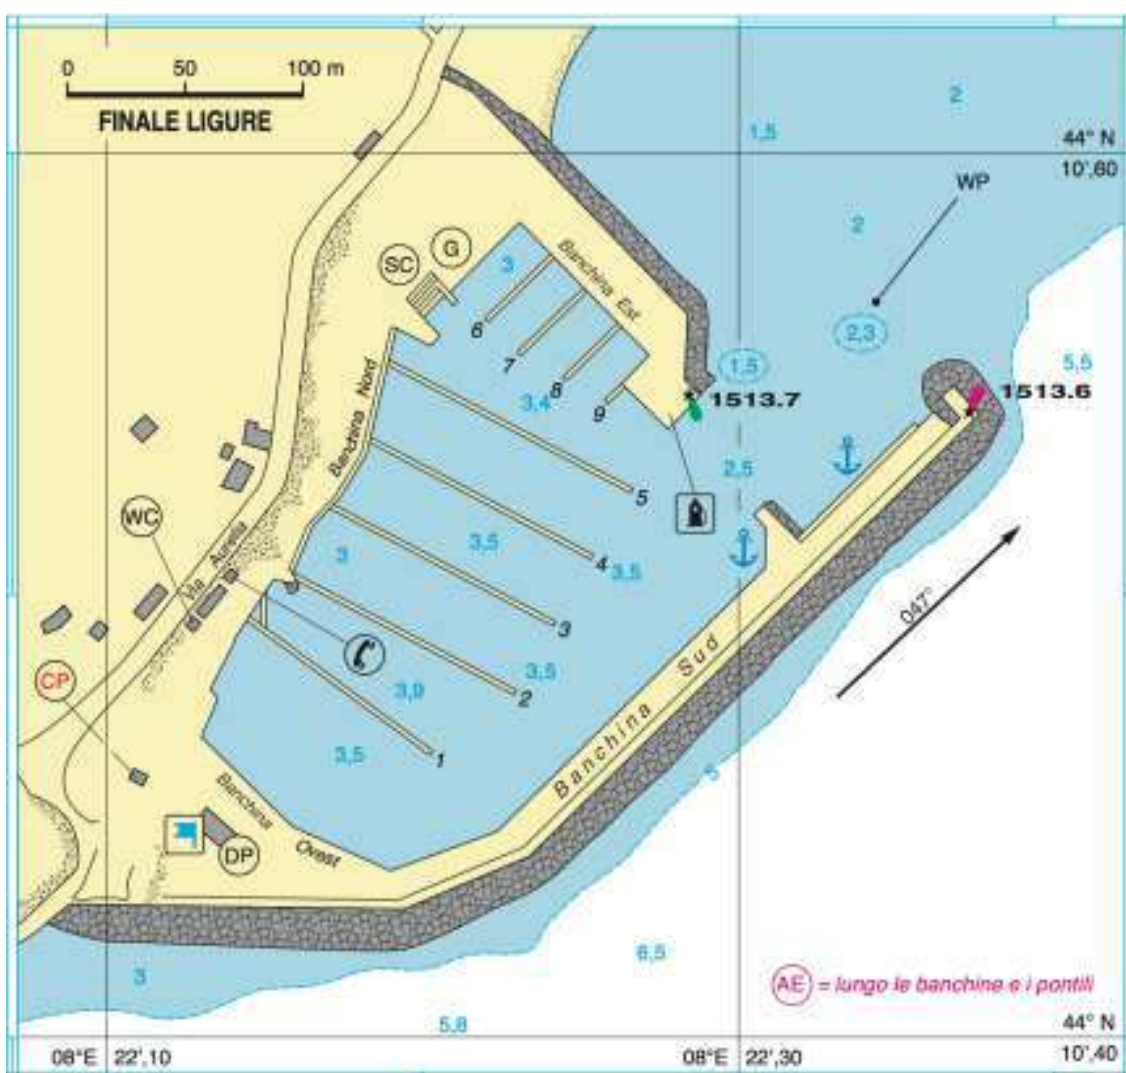 0 50 100 m
FINALE LIGURE
2
1,5
44° N
10',60
WP
2
SC
G
3
Banchina Est
6
7
8
9
2,3
1,5
5,5
3,4
1513.7
1513.6
Banchina Nord
2,5
5
WC
3,5
4
3,5
3
Via Aurelia
047°
3
CP
3,5
2
3,9
Banchina Sud
3,5
1
5
Banchina Ovest
DP
6,5
3
AE = lungo le banchine e i pontili
5,8
44° N
10',40
08°E 22',10
08°E 22',30